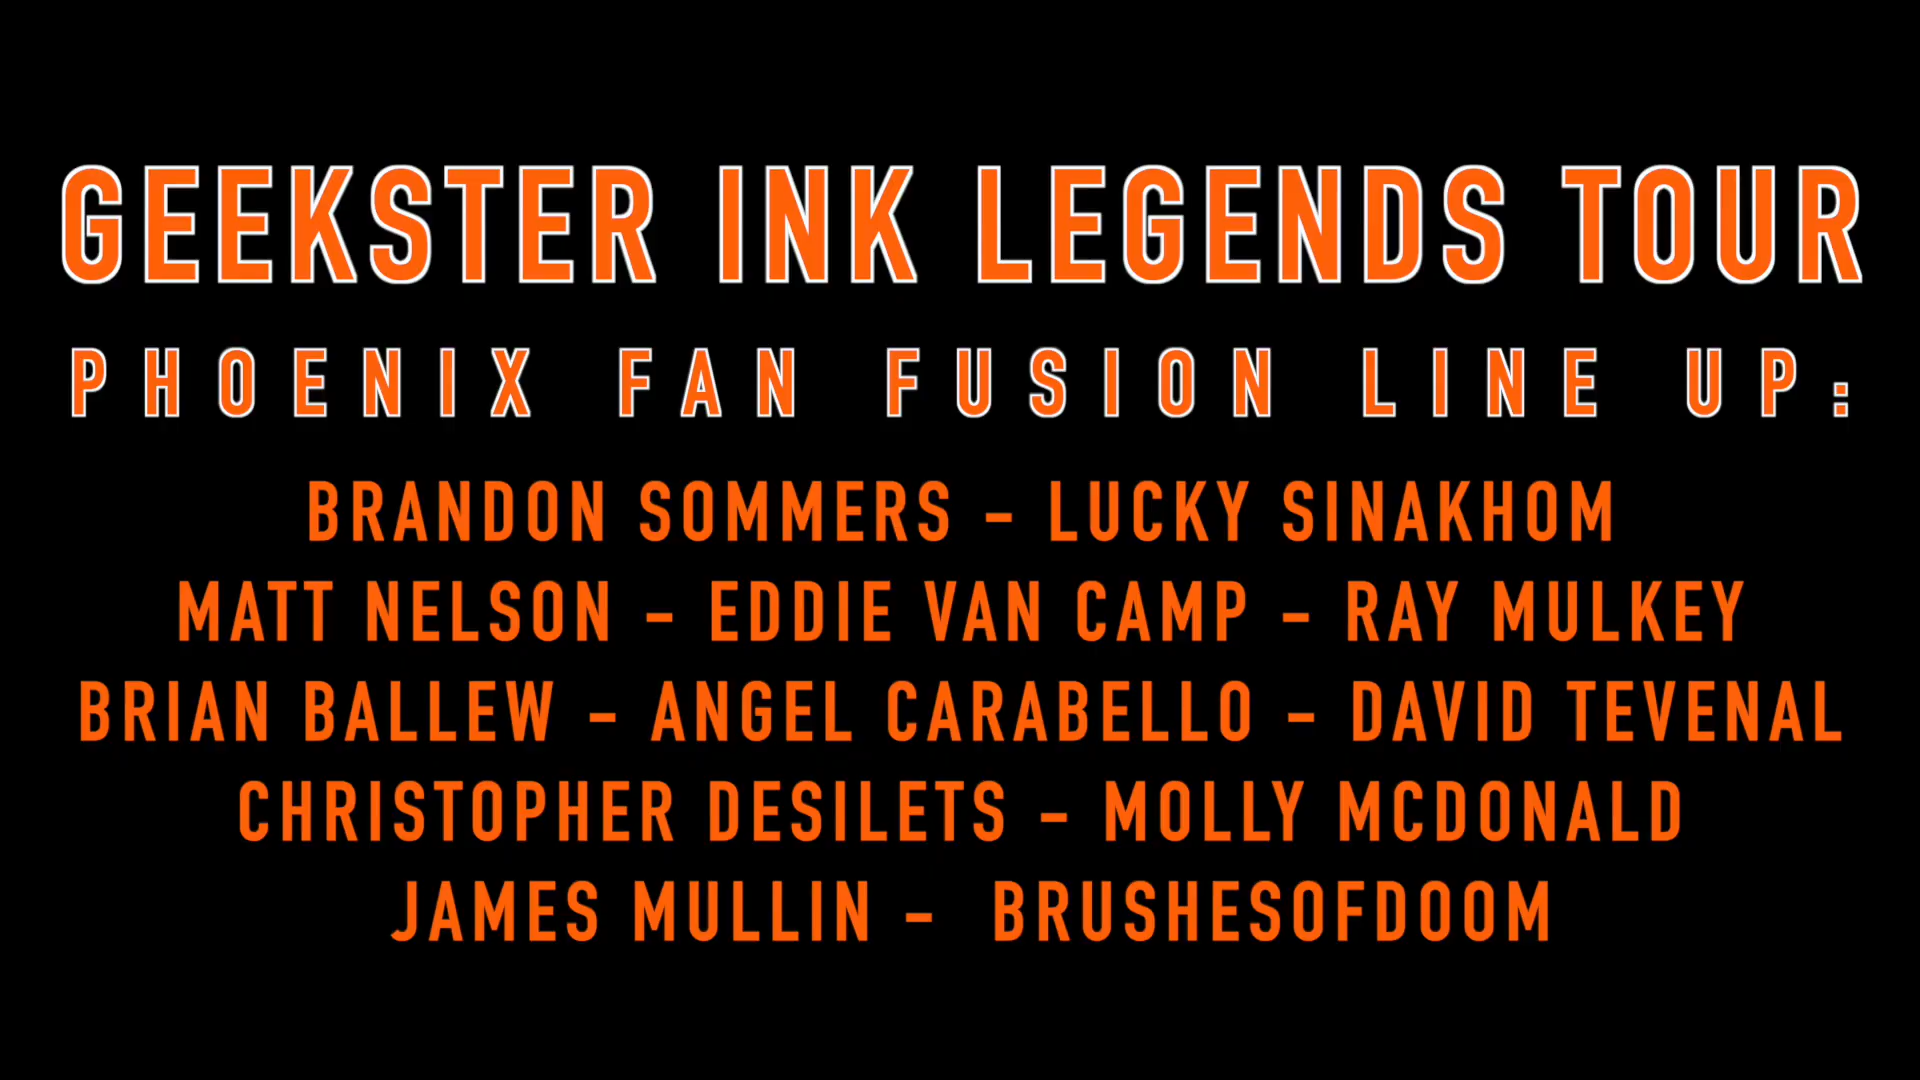 GEEKSTER INK LEGENDS TOUR
PHOENIX FAN FUSION LINE UP:
BRANDON SOMMERS - LUCKY SINAKHOM
MATT NELSON - EDDIE VAN CAMP - RAY MULKEY
BRIAN BALLEW - ANGEL CARABELLO - DAVID TEVENAL
CHRISTOPHER DESILETS - MOLLY MCDONALD
JAMES MULLIN - BRUSHESOFDOOM